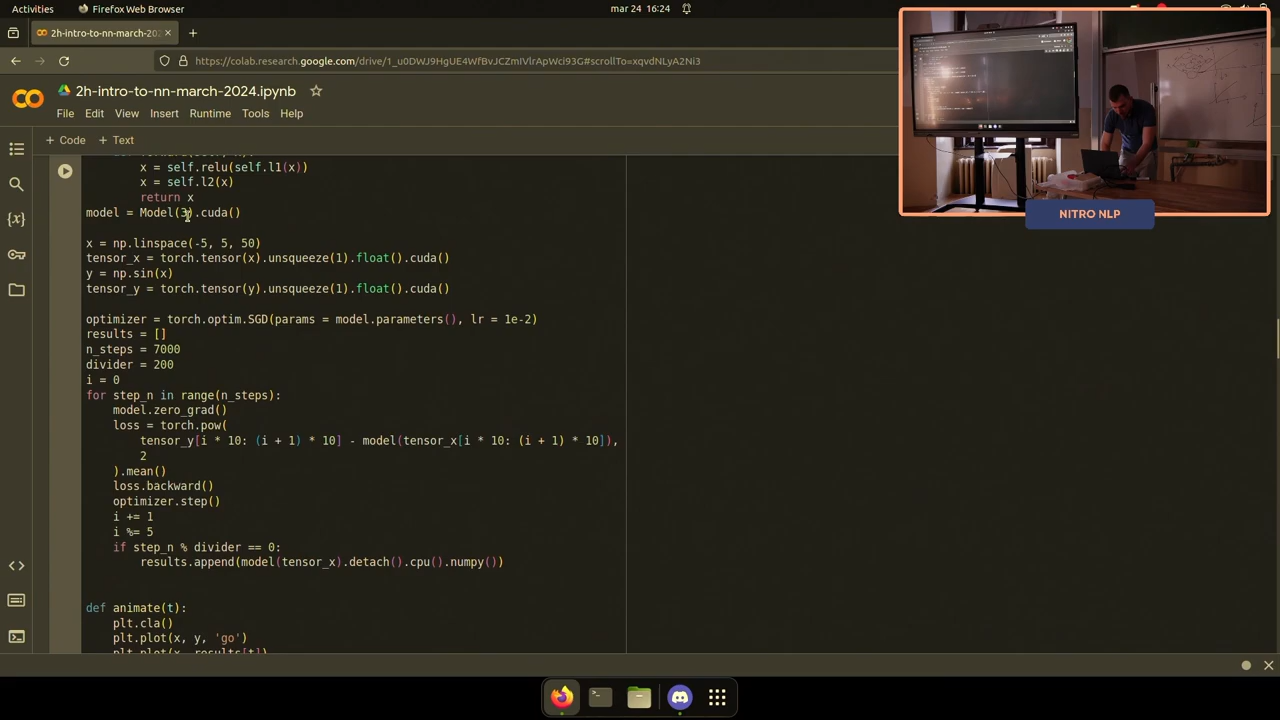 Activities
Firefox Web Browser
mar 24 16:24
2h-intro-to-nn-march-202
https://colab.research.google.com/drive/1_u0DWJ9HgUE4WfBvJCZmIVlrApWci93G#scrollTo=xqvdNLyA2Ni3
2h-intro-to-nn-march-2024.ipynb
File Edit View Insert Runtime Tools Help
+ Code + Text
x = self.relu(self.l1(x))
x = self.l2(x)
return x
model = Model(3).cuda()
x = np.linspace(-5, 5, 50)
tensor_x = torch.tensor(x).unsqueeze(1).float().cuda()
y = np.sin(x)
tensor_y = torch.tensor(y).unsqueeze(1).float().cuda()
optimizer = torch.optim.SGD(params = model.parameters(), lr = 1e-2)
results = []
n_steps = 7000
divider = 200
i = 0
for step_n in range(n_steps):
model.zero_grad()
loss = torch.pow(
tensor_y[i * 10: (i + 1) * 10] - model(tensor_x[i * 10: (i + 1) * 10]),
2
).mean()
loss.backward()
optimizer.step()
i += 1
i %= 5
if step_n % divider == 0:
results.append(model(tensor_x).detach().cpu().numpy())
def animate(t):
plt.cla()
plt.plot(x, y, 'go')
plt.plot(x, results[t])
NITRO NLP